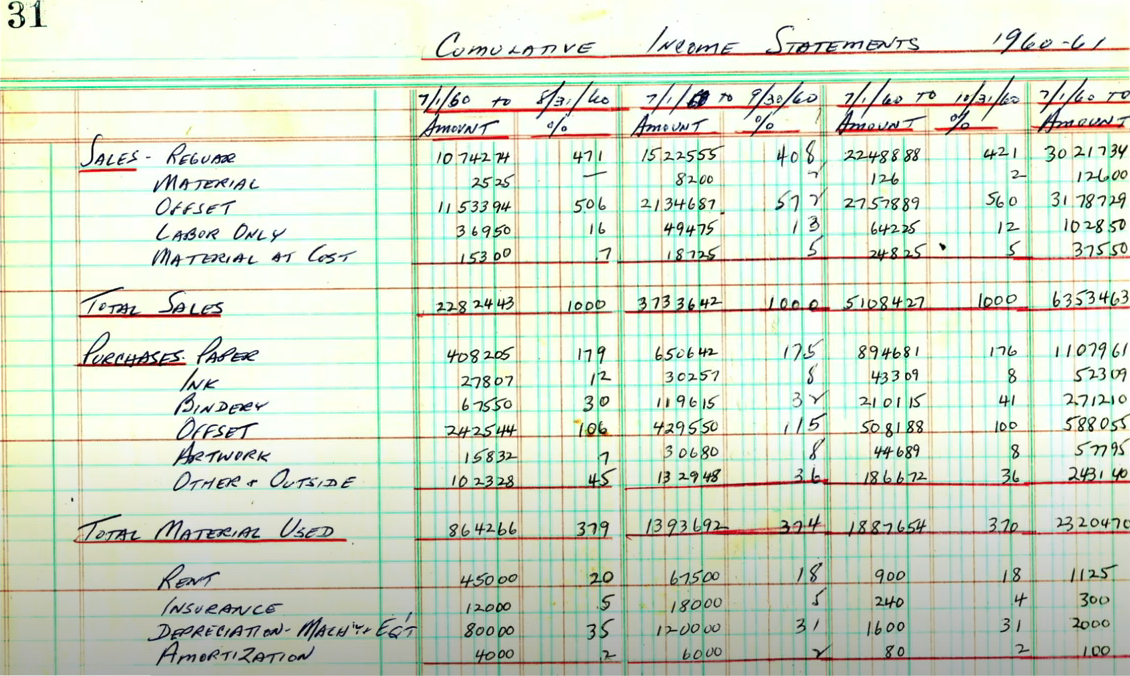 31
CUMULATIVE INCOME STATEMENTS 1960-61
7/1/60 to 8/31/60 7/1/60 to 9/30/60 7/1/60 TO 10/31/60 7/1/60 TO
AMOUNT % AMOUNT % AMOUNT % AMOUNT
SALES - REGUAR 1074274 471 1522555 408 2248888 421 3021734
MATERIAL 2525 — 8200 2 126 2 12600
OFFSET 1153394 506 2134687 572 2757889 560 3178729
LABOR ONLY 36950 16 49475 13 64225 12 102850
MATERIAL AT COST 15300 .7 18725 5 24825 5 37550
TOTAL SALES 2282443 1000 3733642 1000 5108427 1000 6353463
PURCHASES. PAPER 408205 179 650642 175 894681 176 1107961
INK 27807 12 30257 8 43309 8 52309
BINDERY 67550 30 119615 32 210115 41 271210
OFFSET 242544 106 429550 115 508188 100 588055
ARTWORK 15832 7 30680 8 44689 8 57795
OTHER + OUTSIDE 102328 45 132948 36 186672 36 243140
TOTAL MATERIAL USED 864266 379 1393692 374 1887654 370 2320470
RENT 45000 20 67500 18 900 18 1125
INSURANCE 12000 .5 18000 5 240 .4 300
DEPRECIATION - MACH'Y + EQ'T 80000 35 120000 31 1600 31 2000
AMORTIZATION 4000 .2 6000 2 80 2 100